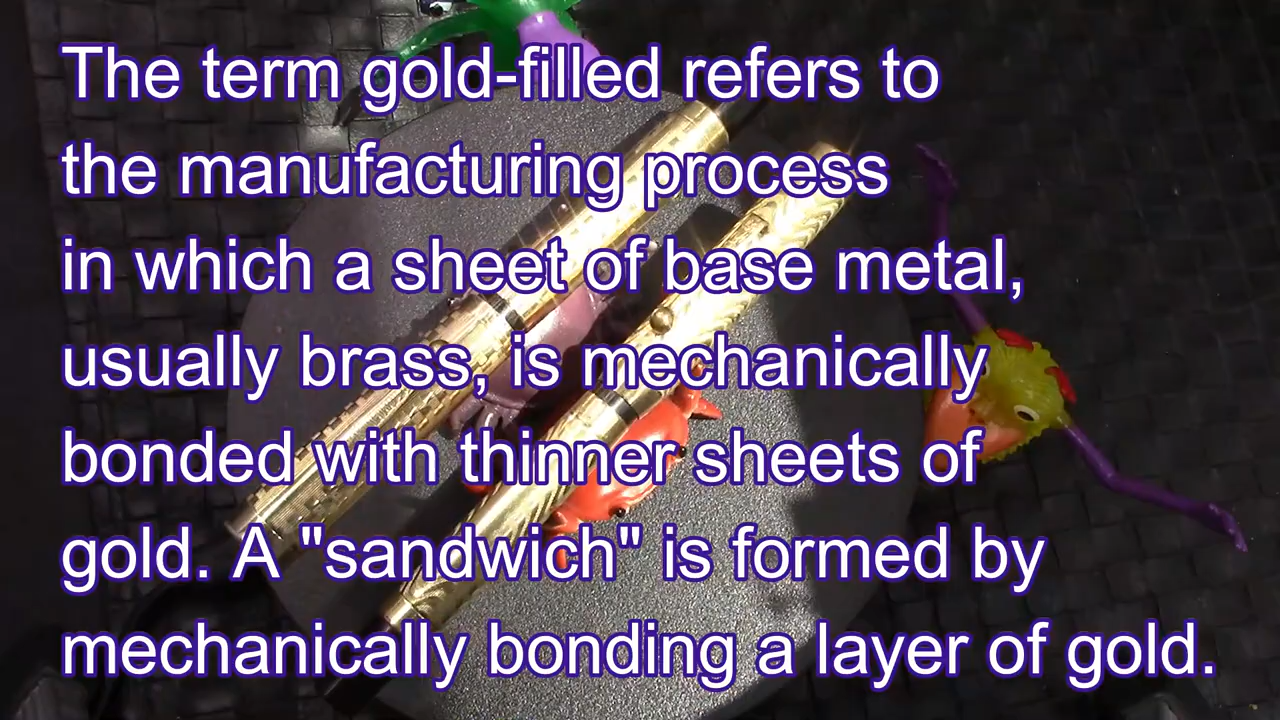 The term gold-filled refers to
the manufacturing process
in which a sheet of base metal,
usually brass, is mechanically
bonded with thinner sheets of
gold. A "sandwich" is formed by
mechanically bonding a layer of gold.